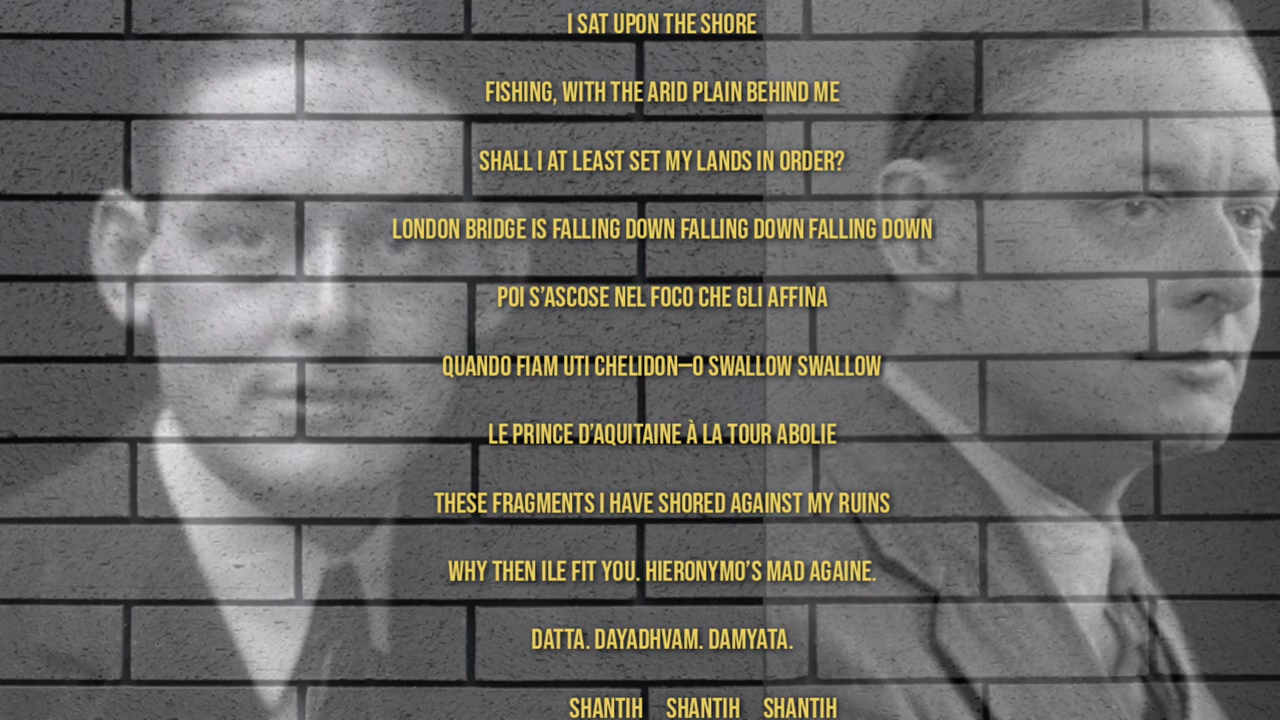 I SAT UPON THE SHORE
FISHING, WITH THE ARID PLAIN BEHIND ME
SHALL I AT LEAST SET MY LANDS IN ORDER?
LONDON BRIDGE IS FALLING DOWN FALLING DOWN FALLING DOWN
POI S’ASCOSE NEL FOCO CHE GLI AFFINA
QUANDO FIAM UTI CHELIDON—O SWALLOW SWALLOW
LE PRINCE D’AQUITAINE À LA TOUR ABOLIE
THESE FRAGMENTS I HAVE SHORED AGAINST MY RUINS
WHY THEN ILE FIT YOU. HIERONYMO’S MAD AGAINE.
DATTA. DAYADHVAM. DAMYATA.
SHANTIH SHANTIH SHANTIH